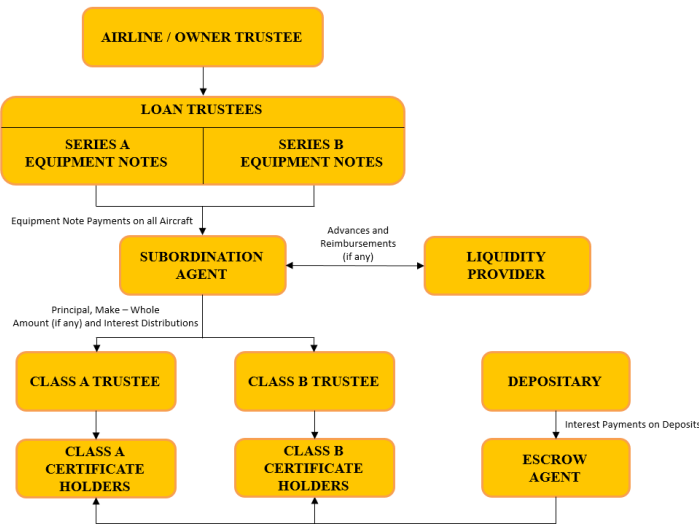 AIRLINE / OWNER TRUSTEE
LOAN TRUSTEES
SERIES A
EQUIPMENT NOTES
SERIES B
EQUIPMENT NOTES
Equipment Note Payments on all Aircraft
SUBORDINATION
AGENT
Advances and
Reimbursements
(if any)
LIQUIDITY
PROVIDER
Principal, Make – Whole
Amount (if any) and Interest Distributions
CLASS A TRUSTEE
CLASS B TRUSTEE
DEPOSITARY
Interest Payments on Deposits
CLASS A
CERTIFICATE
HOLDERS
CLASS B
CERTIFICATE
HOLDERS
ESCROW
AGENT